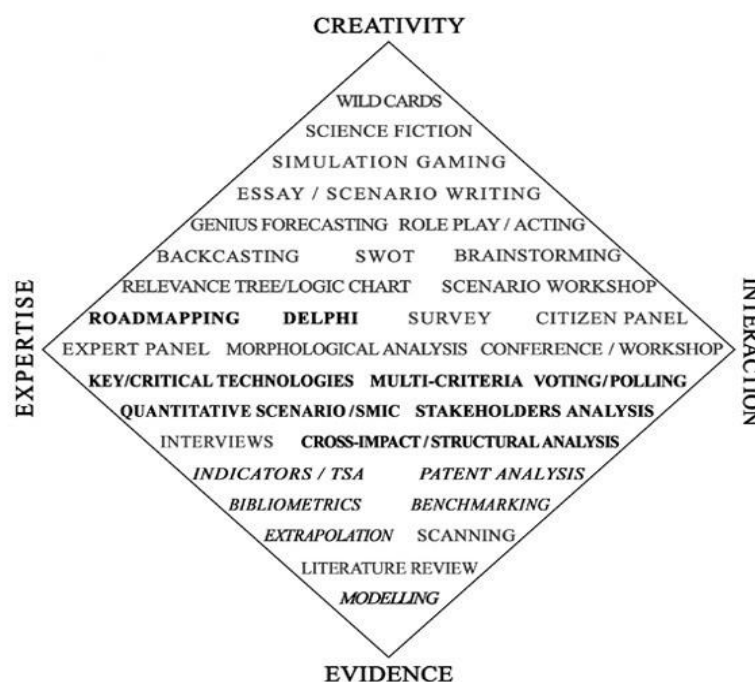 CREATIVITY
WILD CARDS
SCIENCE FICTION
SIMULATION GAMING
ESSAY / SCENARIO WRITING
GENIUS FORECASTING ROLE PLAY / ACTING
BACKCASTING SWOT BRAINSTORMING
RELEVANCE TREE/LOGIC CHART SCENARIO WORKSHOP
ROADMAPPING DELPHI SURVEY CITIZEN PANEL
EXPERT PANEL MORPHOLOGICAL ANALYSIS CONFERENCE / WORKSHOP
KEY/CRITICAL TECHNOLOGIES MULTI-CRITERIA VOTING/POLLING
QUANTITATIVE SCENARIO/SMIC STAKEHOLDERS ANALYSIS
INTERVIEWS CROSS-IMPACT / STRUCTURAL ANALYSIS
INDICATORS / TSA PATENT ANALYSIS
BIBLIOMETRICS BENCHMARKING
EXTRAPOLATION SCANNING
LITERATURE REVIEW
MODELLING
EVIDENCE
EXPERTISE
INTERACTION